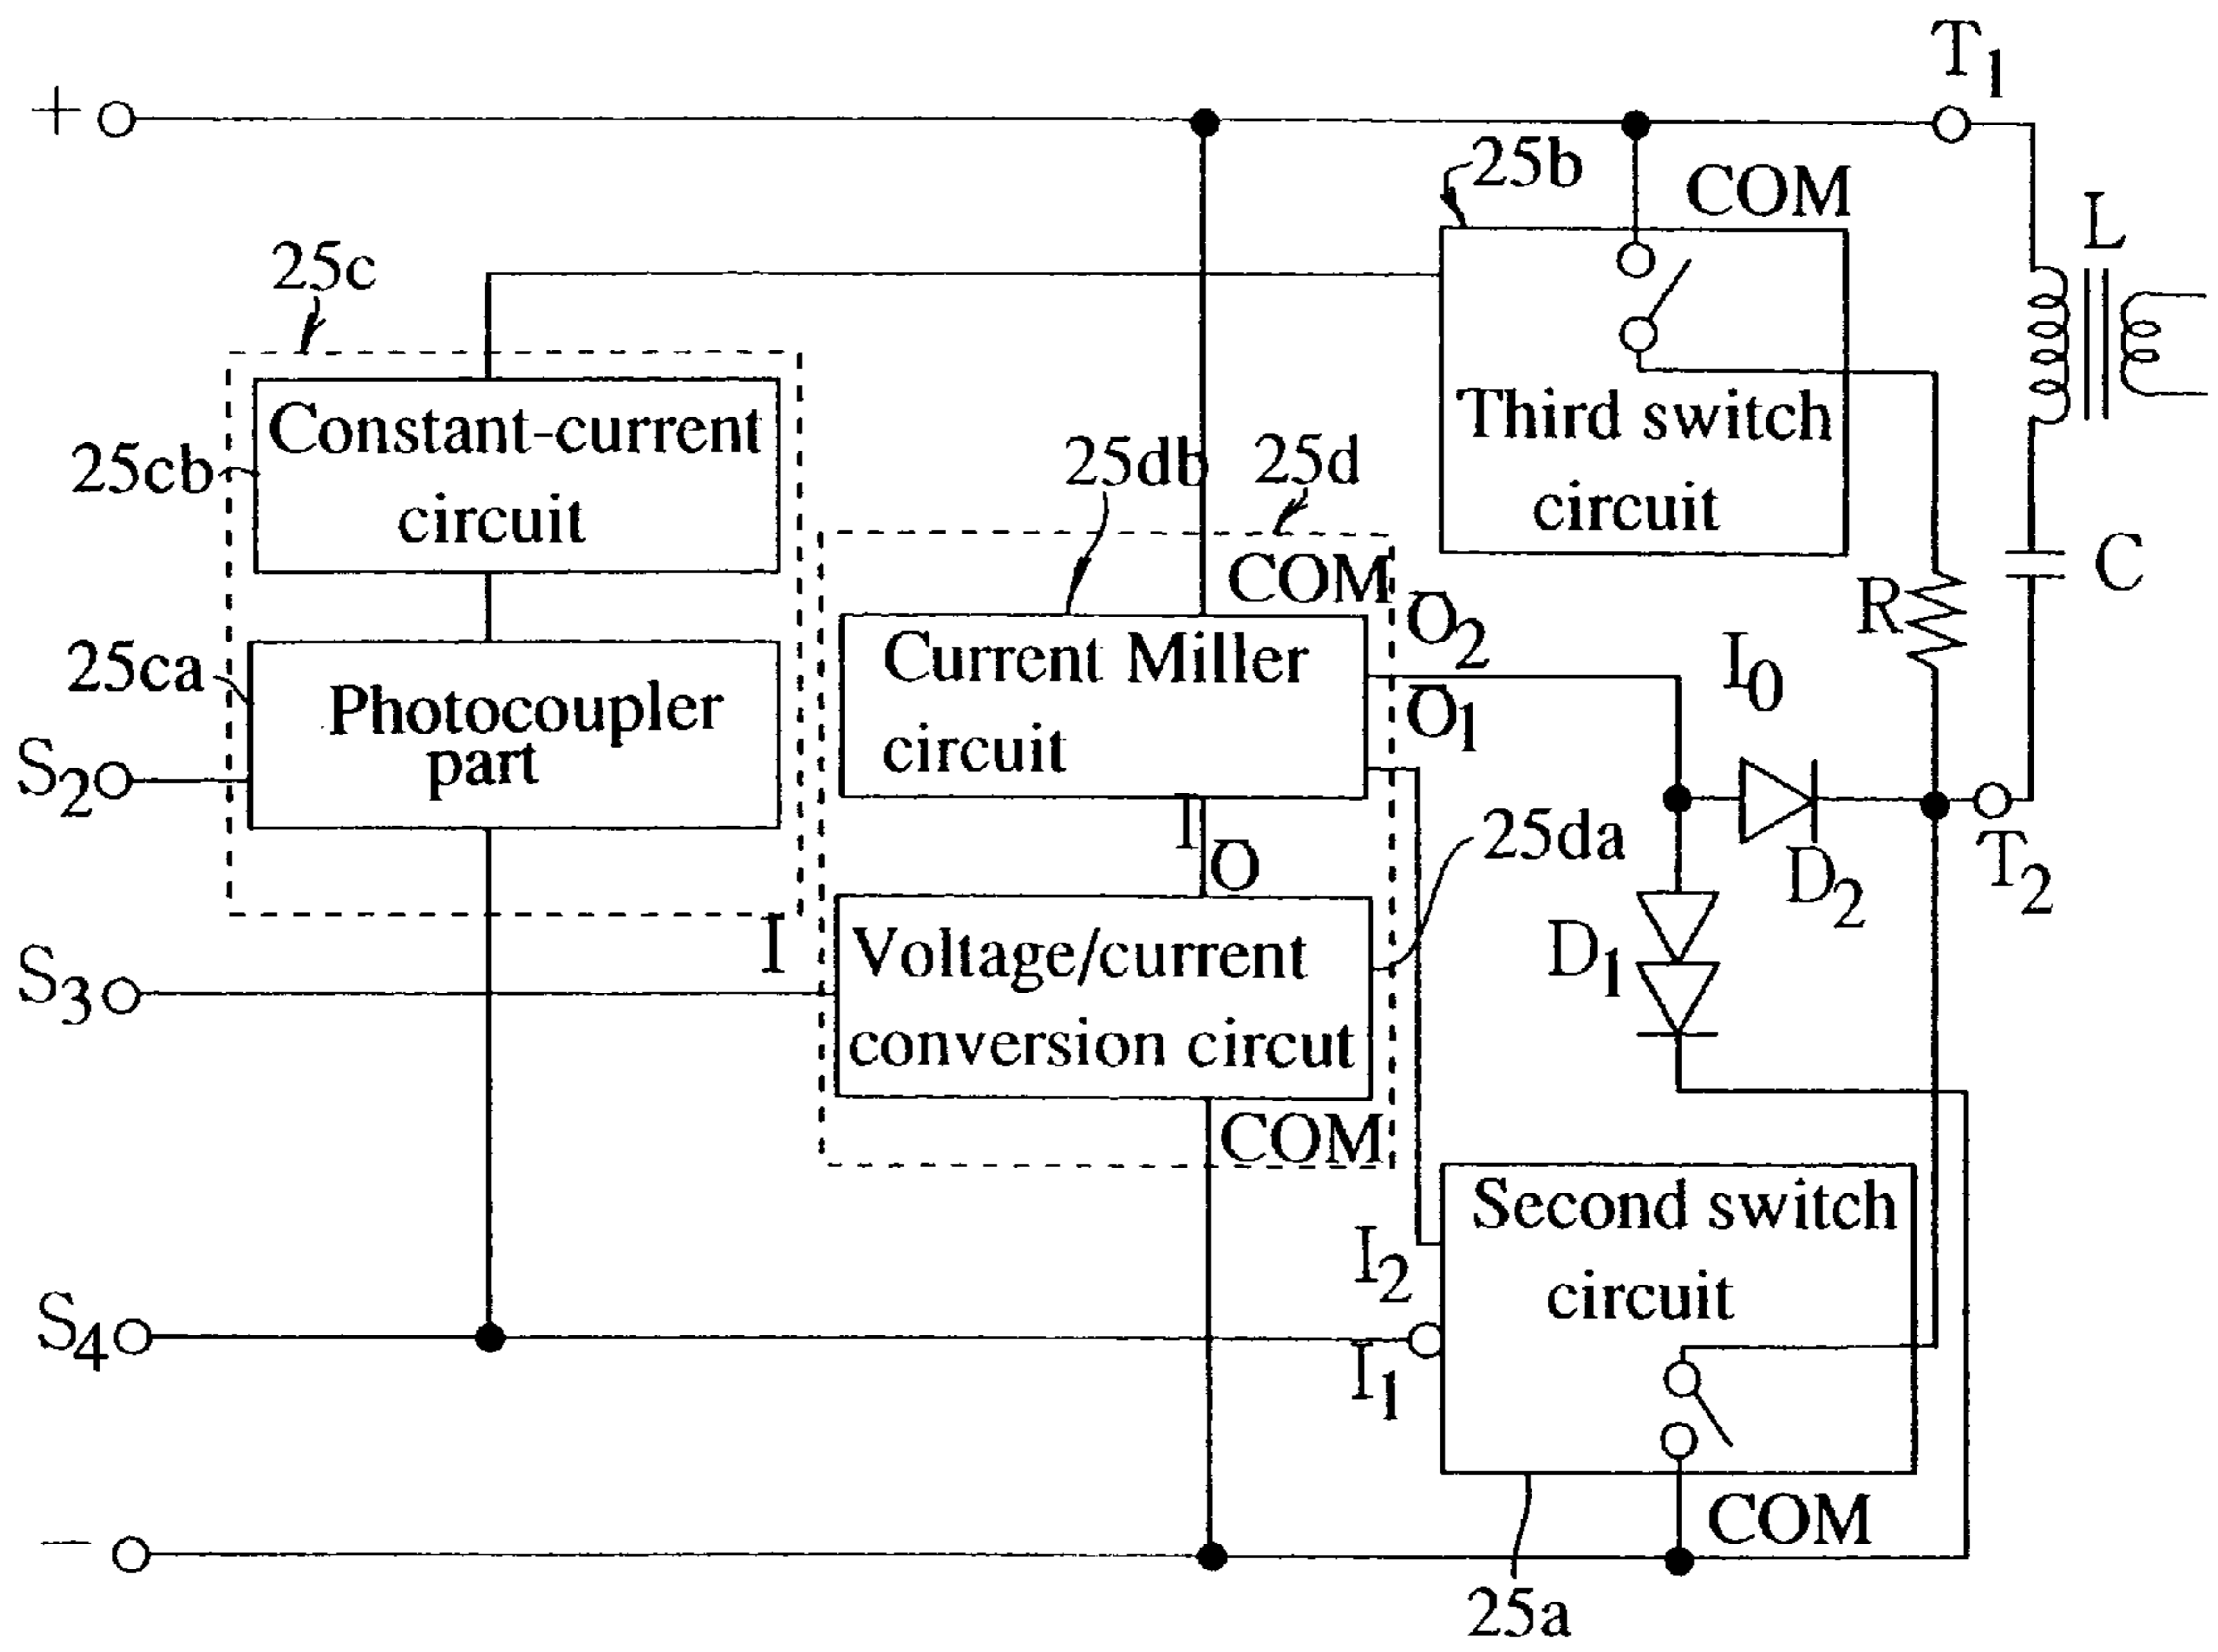 T1
+
25b
COM
L
25c
Constant-current
circuit
25cb
25db
25d
Third switch
circuit
COM
C
R
O2
I0
25ca
Photocoupler
part
Current Miller
circuit
O1
S2
I
O
25da
D2
T2
I
S3
Voltage/current
conversion circut
D1
COM
Second switch
circuit
I2
S4
I1
COM
−
25a